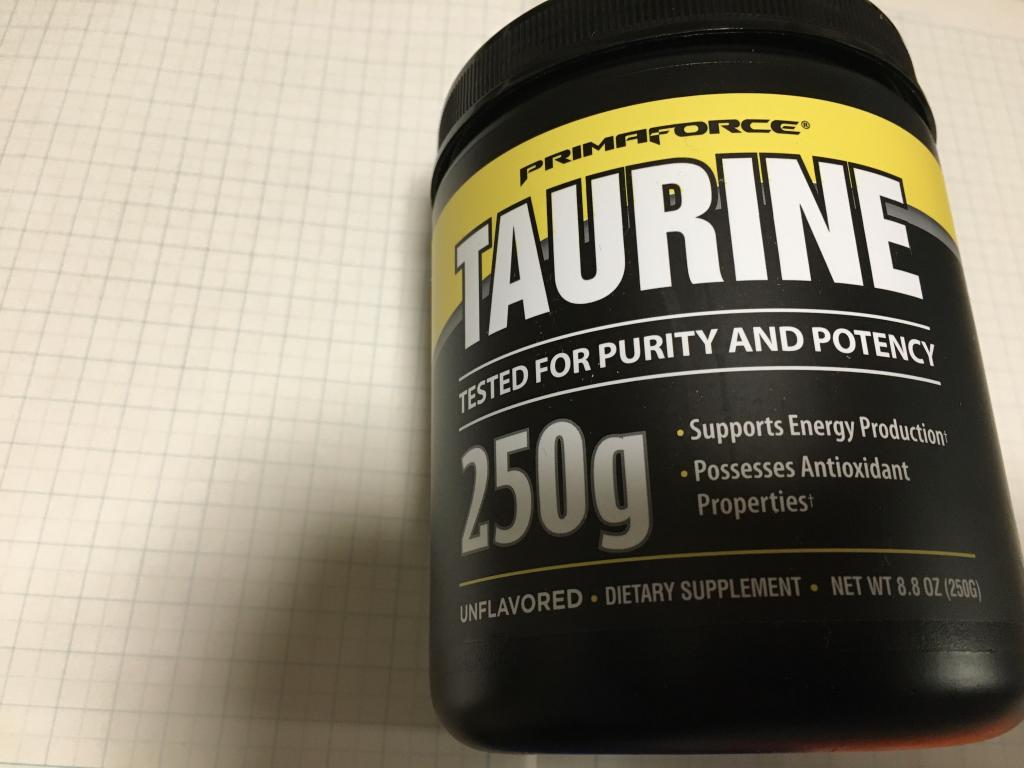 PRIMAFORCE®
TAURINE
TESTED FOR PURITY AND POTENCY
250g
• Supports Energy Production†
• Possesses Antioxidant
Properties†
UNFLAVORED • DIETARY SUPPLEMENT • NET WT 8.8 OZ (250G)